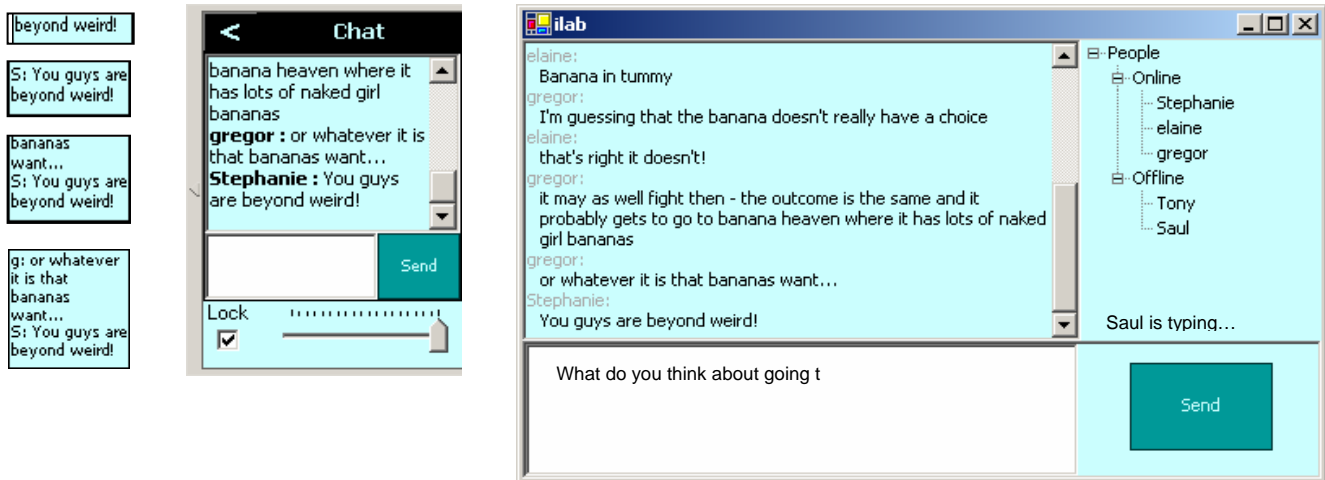 beyond weird!
S: You guys are
beyond weird!
bananas
want...
S: You guys are
beyond weird!
g: or whatever
it is that
bananas
want...
S: You guys are
beyond weird!
< Chat
banana heaven where it
has lots of naked girl
bananas
gregor : or whatever it is
that bananas want...
Stephanie : You guys
are beyond weird!
Send
Lock
ilab
elaine:
Banana in tummy
gregor:
I'm guessing that the banana doesn't really have a choice
elaine:
that's right it doesn't!
gregor:
it may as well fight then - the outcome is the same and it
probably gets to go to banana heaven where it has lots of naked
girl bananas
gregor:
or whatever it is that bananas want...
Stephanie:
You guys are beyond weird!
People
Online
Stephanie
elaine
gregor
Offline
Tony
Saul
Saul is typing...
What do you think about going t
Send